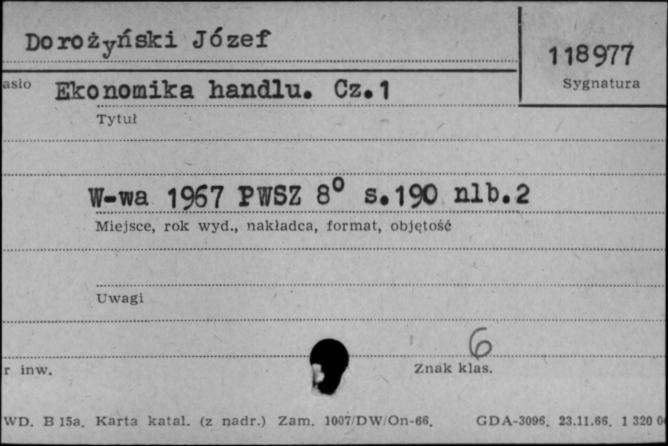 Dorożyński Józef
118977
asło Ekonomika handlu. Cz.1
Sygnatura
Tytuł
W-wa 1967 PWSZ 8° s.190 nlb.2
Miejsce, rok wyd., nakładca, format, objętość
Uwagi
6
r inw.
Znak klas.
WD. B 15a. Karta katal. (z nadr.) Zam. 1007/DW/On-66. GDA-3096. 23.11.66. 1 320 0